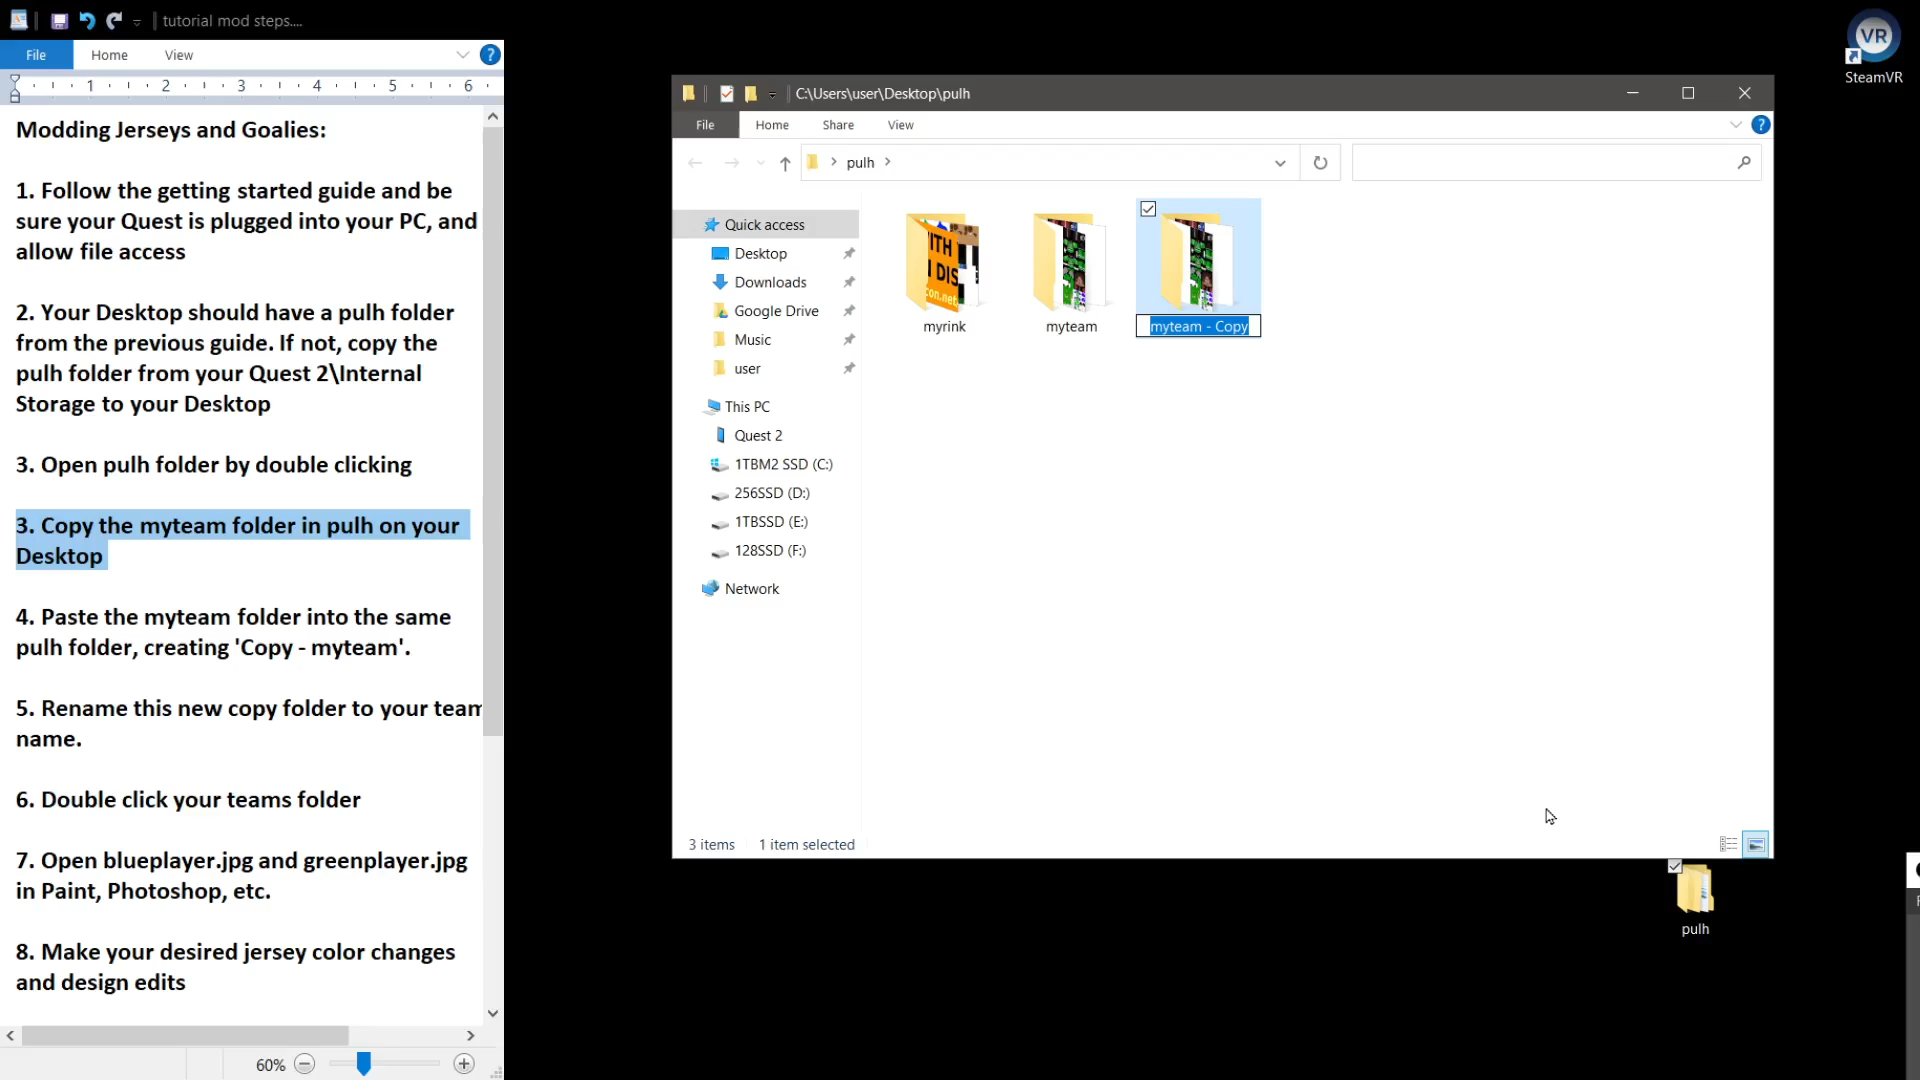 tutorial mod steps....
File Home View
1 2 3 4 5 6
Modding Jerseys and Goalies:
1. Follow the getting started guide and be
sure your Quest is plugged into your PC, and
allow file access
2. Your Desktop should have a pulh folder
from the previous guide. If not, copy the
pulh folder from your Quest 2\Internal
Storage to your Desktop
3. Open pulh folder by double clicking
3. Copy the myteam folder in pulh on your
Desktop
4. Paste the myteam folder into the same
pulh folder, creating 'Copy - myteam'.
5. Rename this new copy folder to your team
name.
6. Double click your teams folder
7. Open blueplayer.jpg and greenplayer.jpg
in Paint, Photoshop, etc.
8. Make your desired jersey color changes
and design edits
60%
C:\Users\user\Desktop\pulh
File Home Share View
pulh
Quick access
Desktop
Downloads
Google Drive
Music
user
This PC
Quest 2
1TBM2 SSD (C:)
256SSD (D:)
1TBSSD (E:)
128SSD (F:)
Network
myrink
myteam
myteam - Copy
3 items 1 item selected
VR
SteamVR
pulh